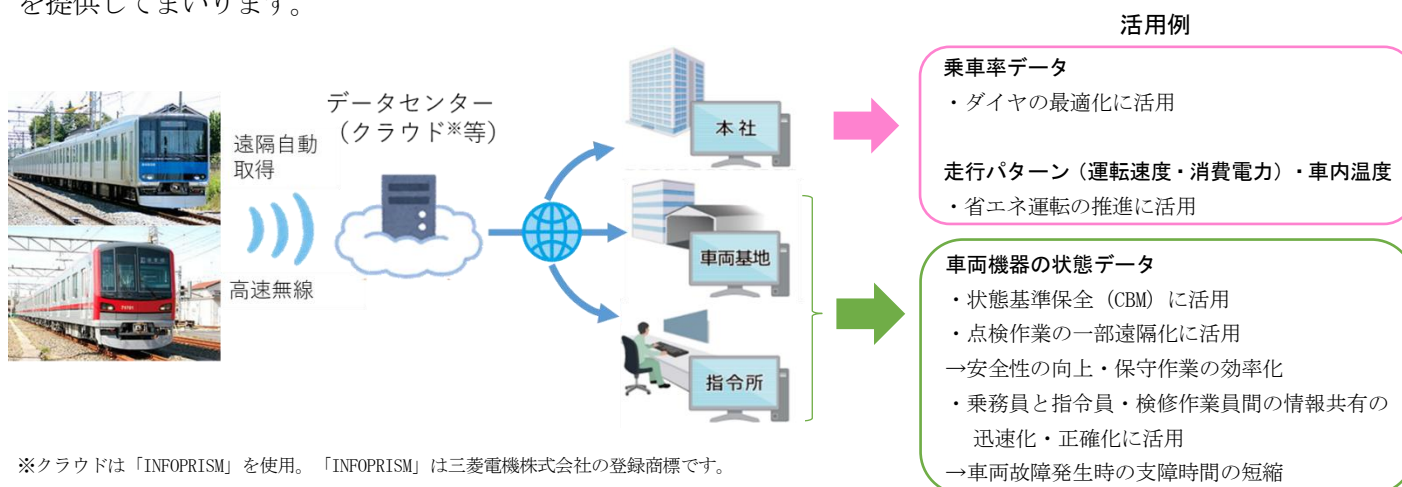 を提供してまいります。
活用例
乗車率データ
・ダイヤの最適化に活用
走行パターン（運転速度・消費電力）・車内温度
・省エネ運転の推進に活用
データセンター
（クラウド※等）
遠隔自動
取得
高速無線
本社
車両基地
指令所
車両機器の状態データ
・状態基準保全（CBM）に活用
・点検作業の一部遠隔化に活用
→安全性の向上・保守作業の効率化
・乗務員と指令員・検修作業員間の情報共有の
迅速化・正確化に活用
→車両故障発生時の支障時間の短縮
※クラウドは「INFOPRISM」を使用。「INFOPRISM」は三菱電機株式会社の登録商標です。